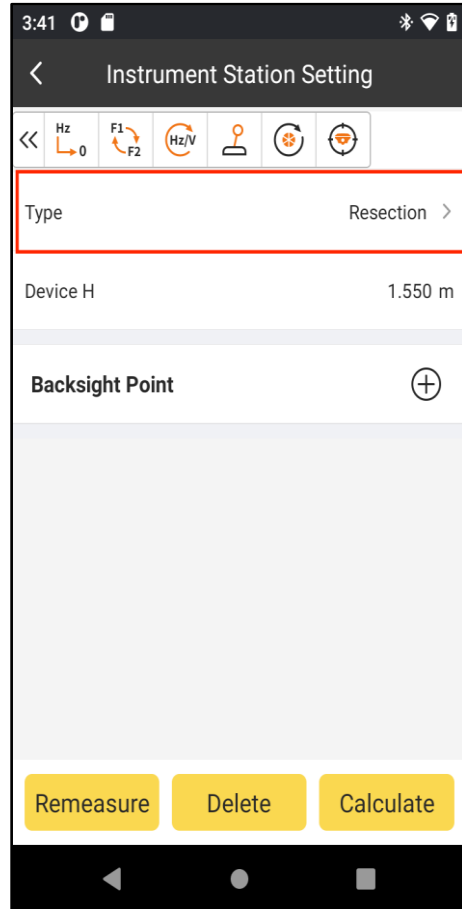 3:41
Instrument Station Setting
Hz 0 F1 F2 Hz/V
Type Resection
Device H 1.550 m
Backsight Point
Remeasure Delete Calculate